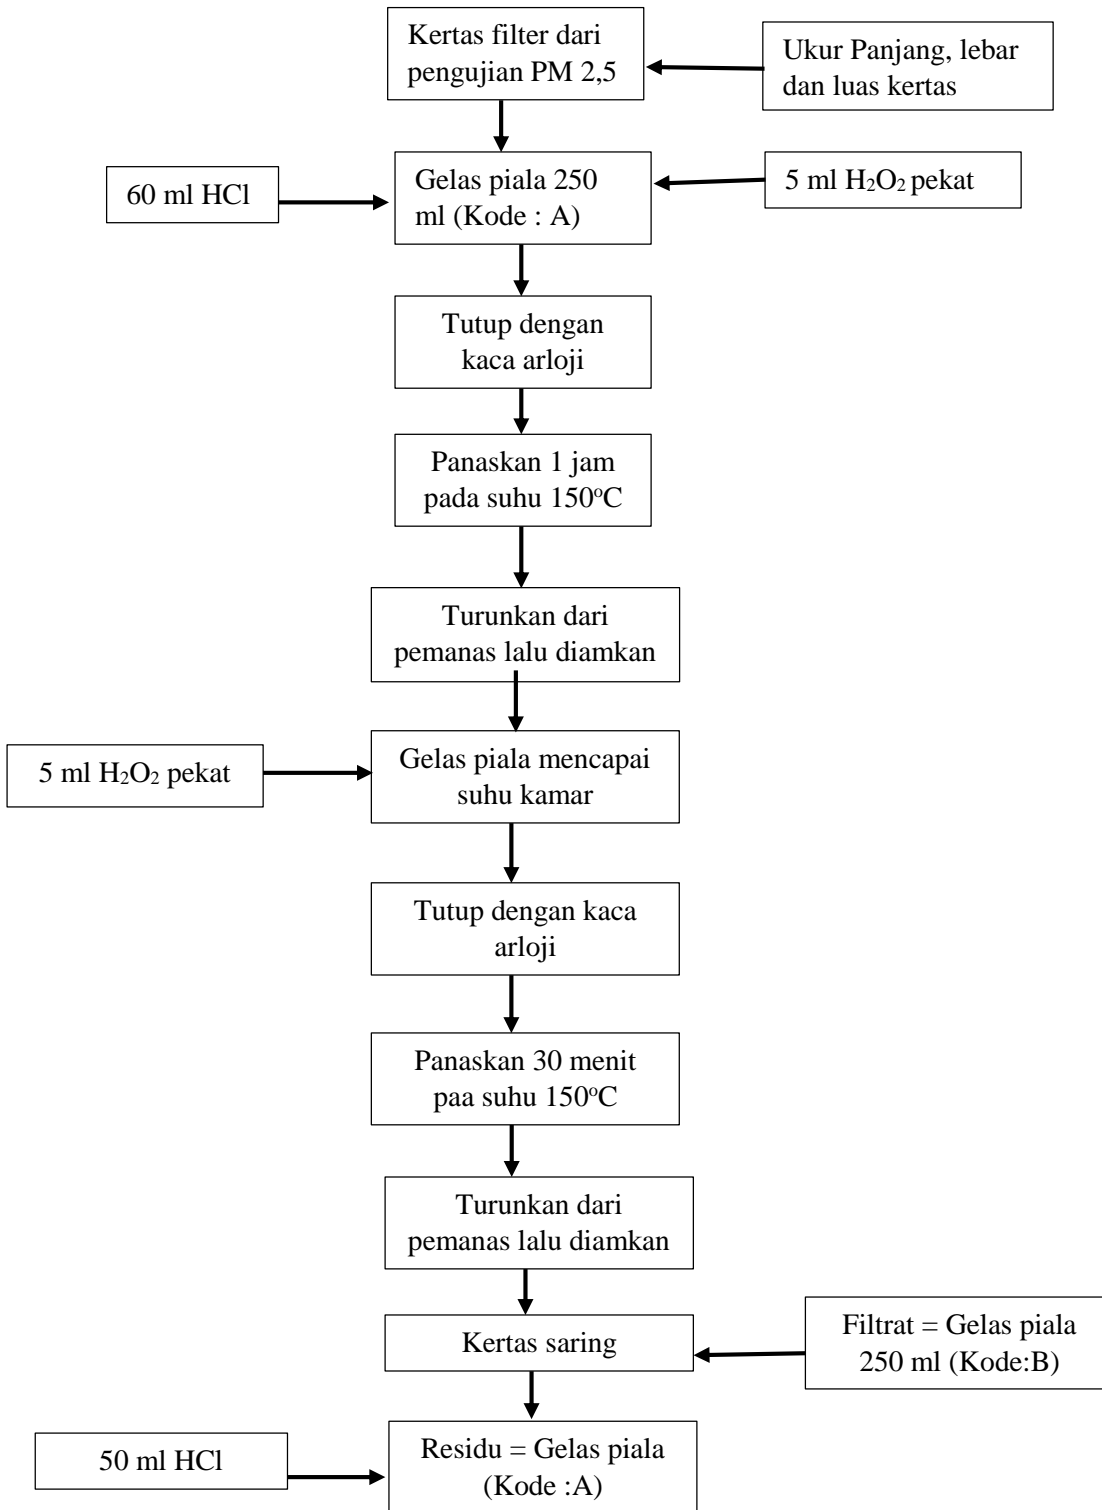 Kertas filter dari
pengujian PM 2,5
Ukur Panjang, lebar
dan luas kertas
60 ml HCl
Gelas piala 250
ml (Kode : A)
5 ml H₂O₂ pekat
Tutup dengan
kaca arloji
Panaskan 1 jam
pada suhu 150°C
Turunkan dari
pemanas lalu diamkan
5 ml H₂O₂ pekat
Gelas piala mencapai
suhu kamar
Tutup dengan kaca
arloji
Panaskan 30 menit
paa suhu 150°C
Turunkan dari
pemanas lalu diamkan
Kertas saring
Filtrat = Gelas piala
250 ml (Kode:B)
50 ml HCl
Residu = Gelas piala
(Kode :A)